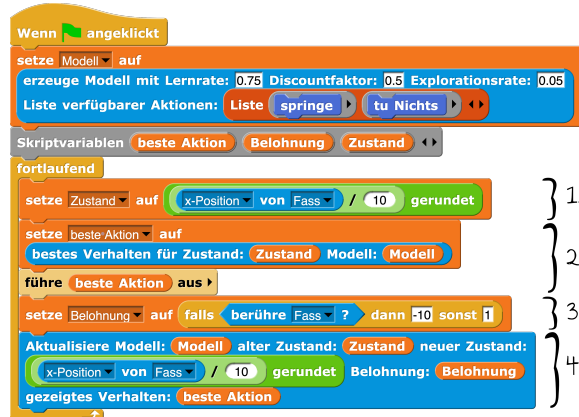 Wenn angeklickt
setze Modell auf
erzeuge Modell mit Lernrate: 0.75 Discountfaktor: 0.5 Explorationsrate: 0.05
Liste verfügbarer Aktionen: Liste springe tu Nichts
Skriptvariablen beste Aktion Belohnung Zustand
fortlaufend
setze Zustand auf x-Position von Fass / 10 gerundet 1
setze beste Aktion auf
bestes Verhalten für Zustand: Zustand Modell: Modell 2
führe beste Aktion aus
setze Belohnung auf falls berühre Fass ? dann -10 sonst 1 3
Aktualisiere Modell: Modell alter Zustand: Zustand neuer Zustand:
x-Position von Fass / 10 gerundet Belohnung: Belohnung 4
gezeigtes Verhalten: beste Aktion